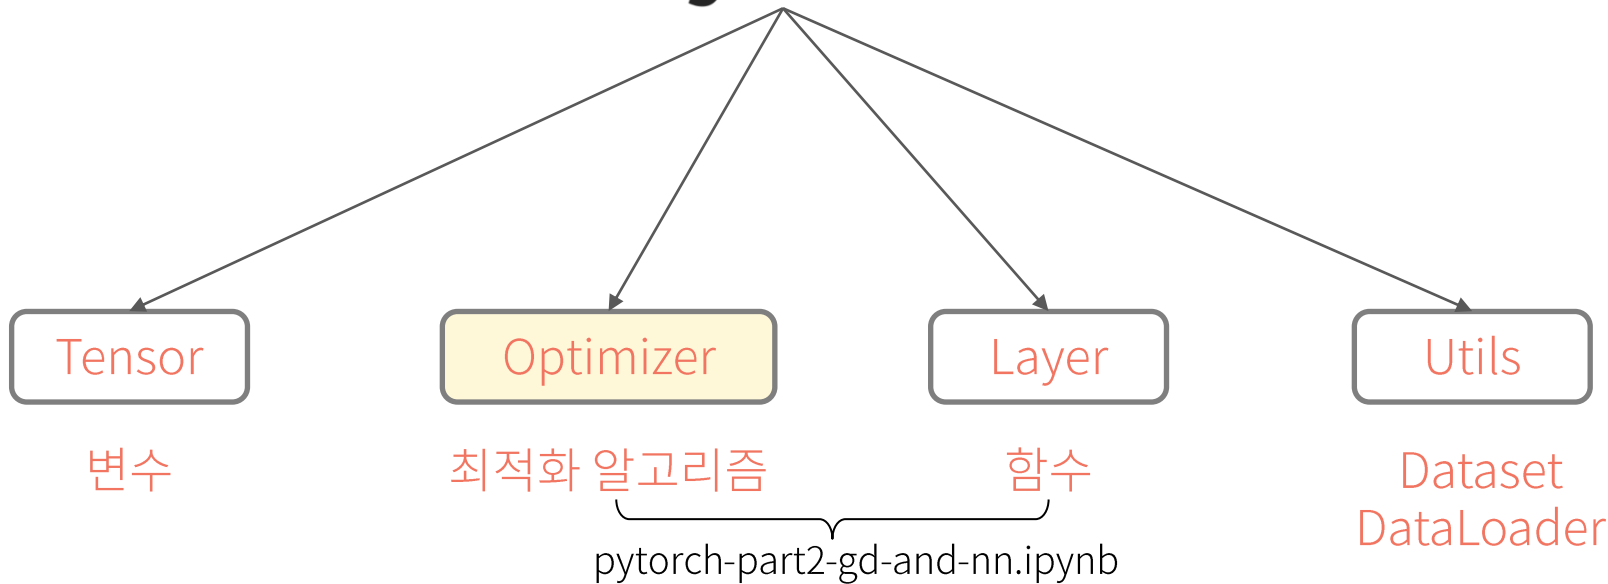 Tensor
Optimizer
Layer
Utils
변수
최적화 알고리즘
함수
Dataset
DataLoader
pytorch-part2-gd-and-nn.ipynb